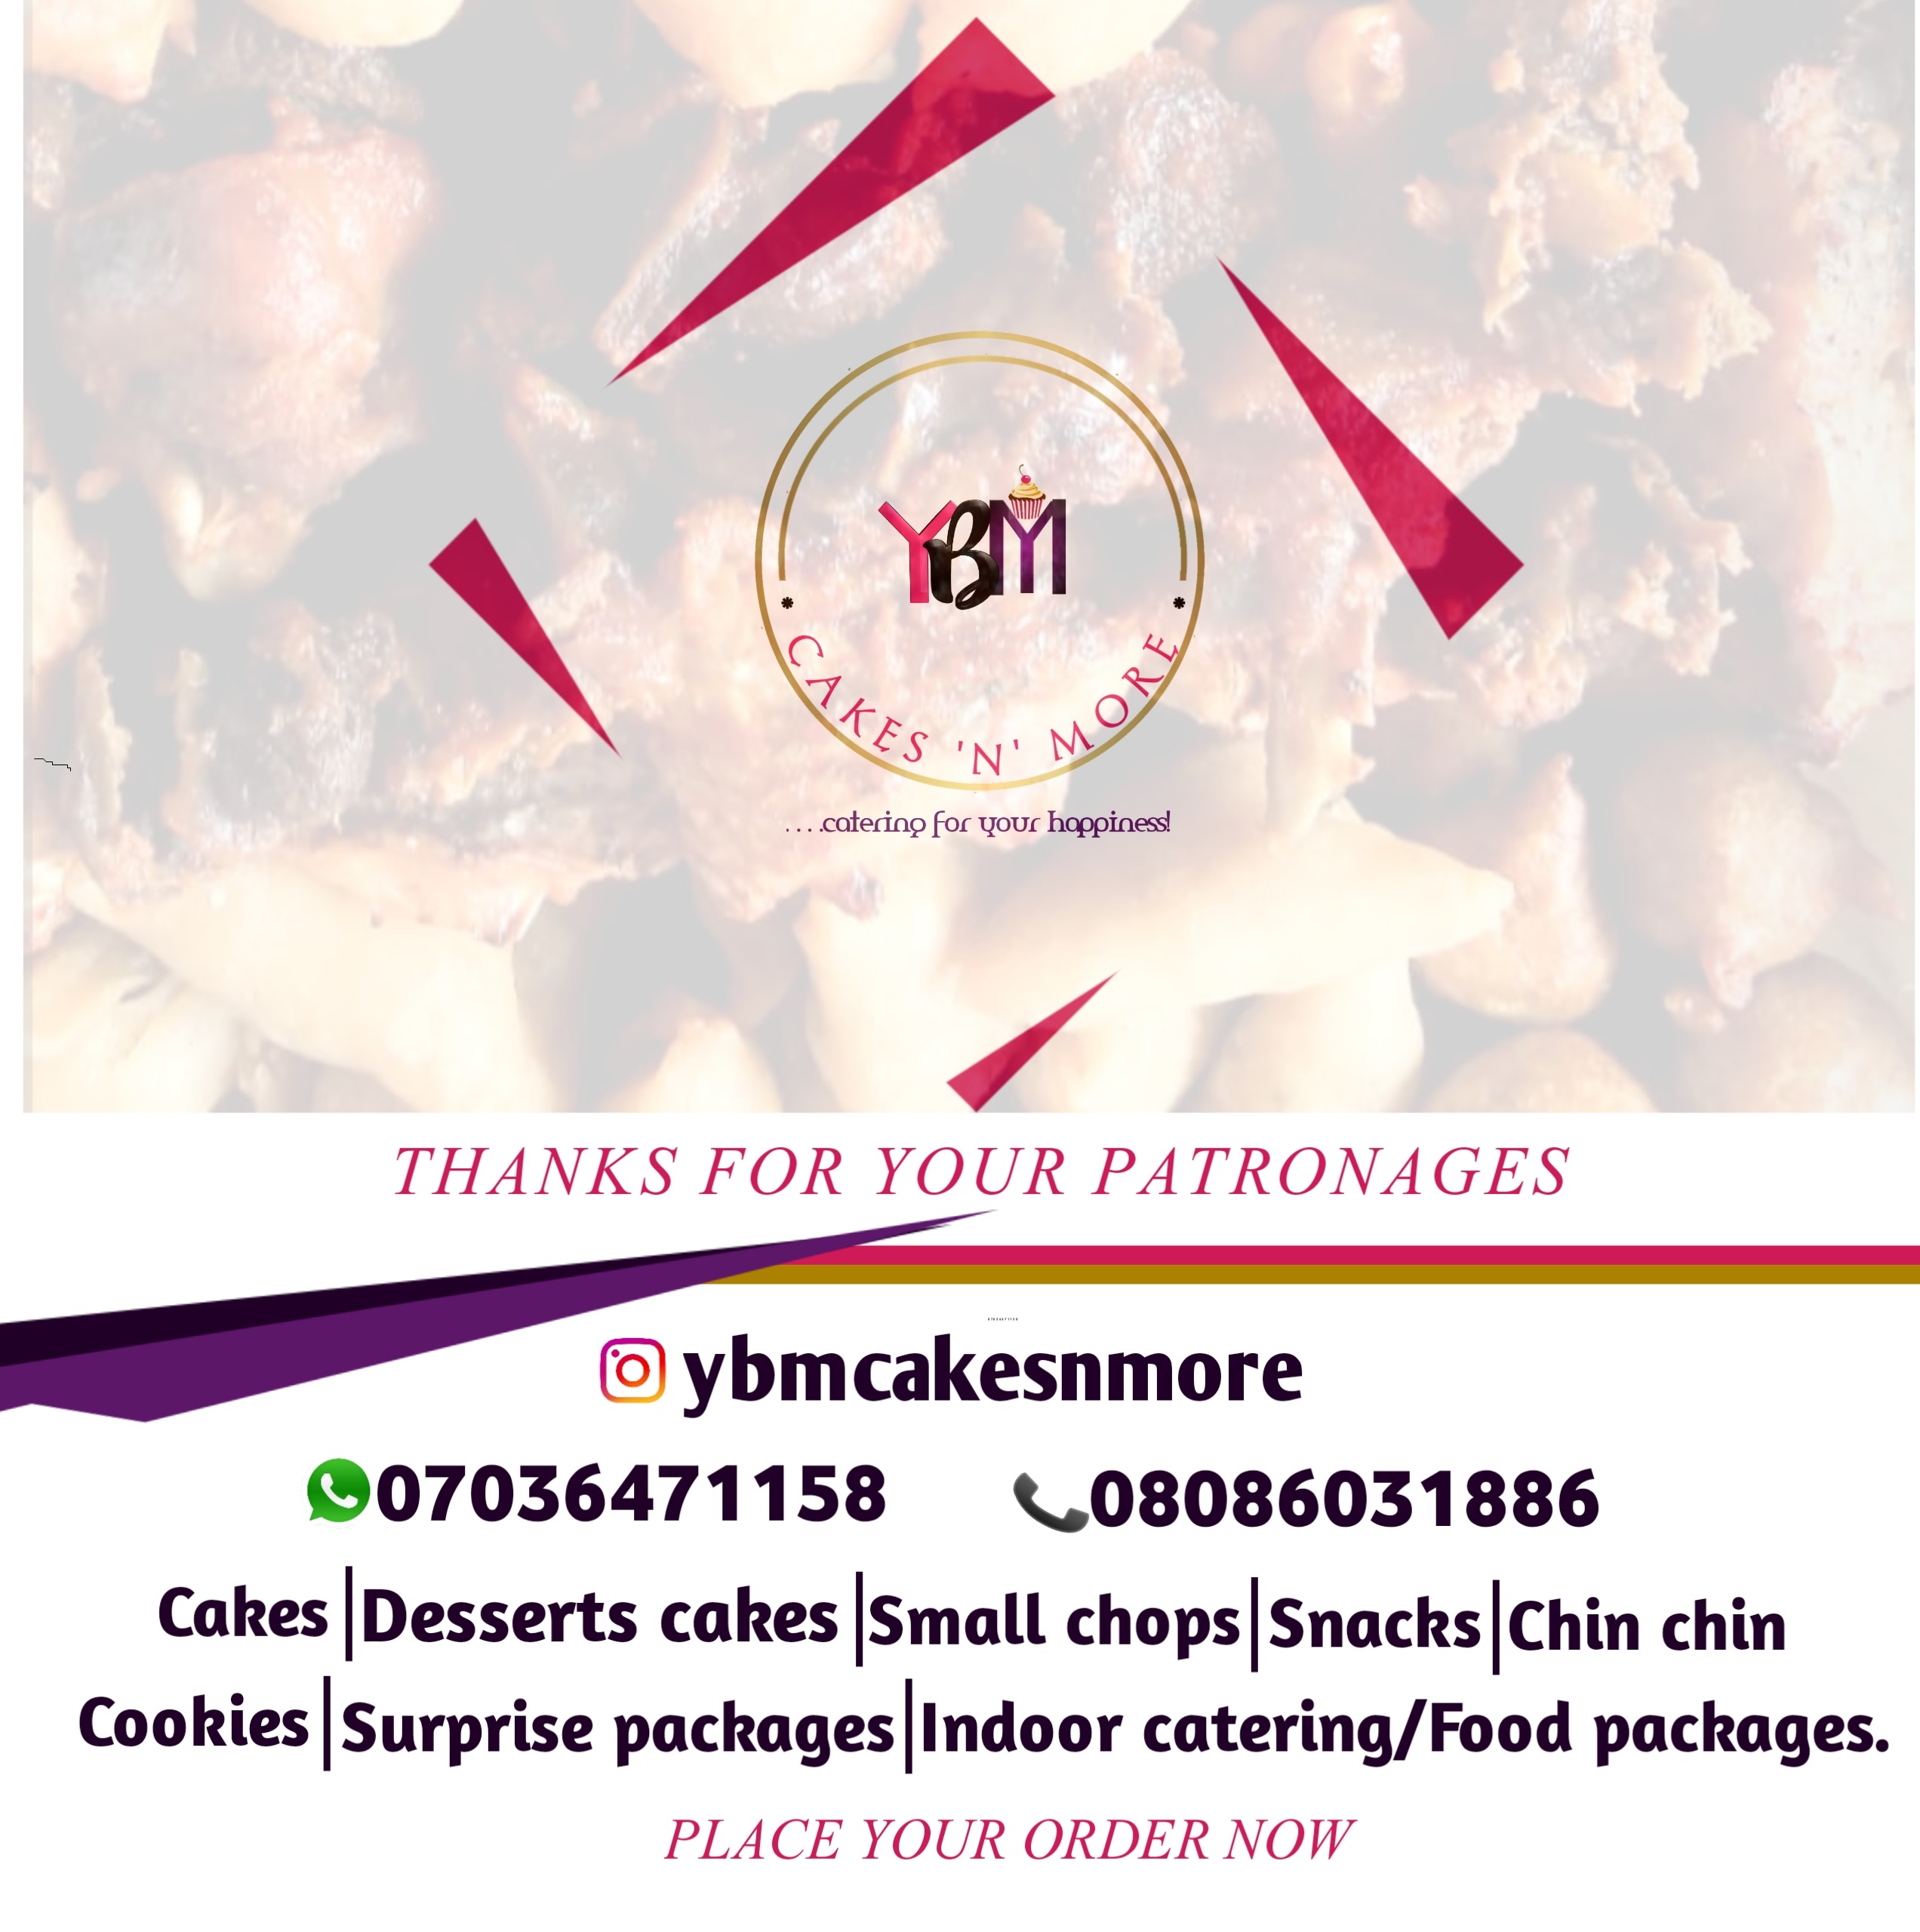 YBM
CAKES 'N' MORE
....catering for your happiness!
THANKS FOR YOUR PATRONAGES
ybmcakesnmore
07036471158 08086031886
Cakes|Desserts cakes|Small chops|Snacks|Chin chin
Cookies|Surprise packages|Indoor catering/Food packages.
PLACE YOUR ORDER NOW